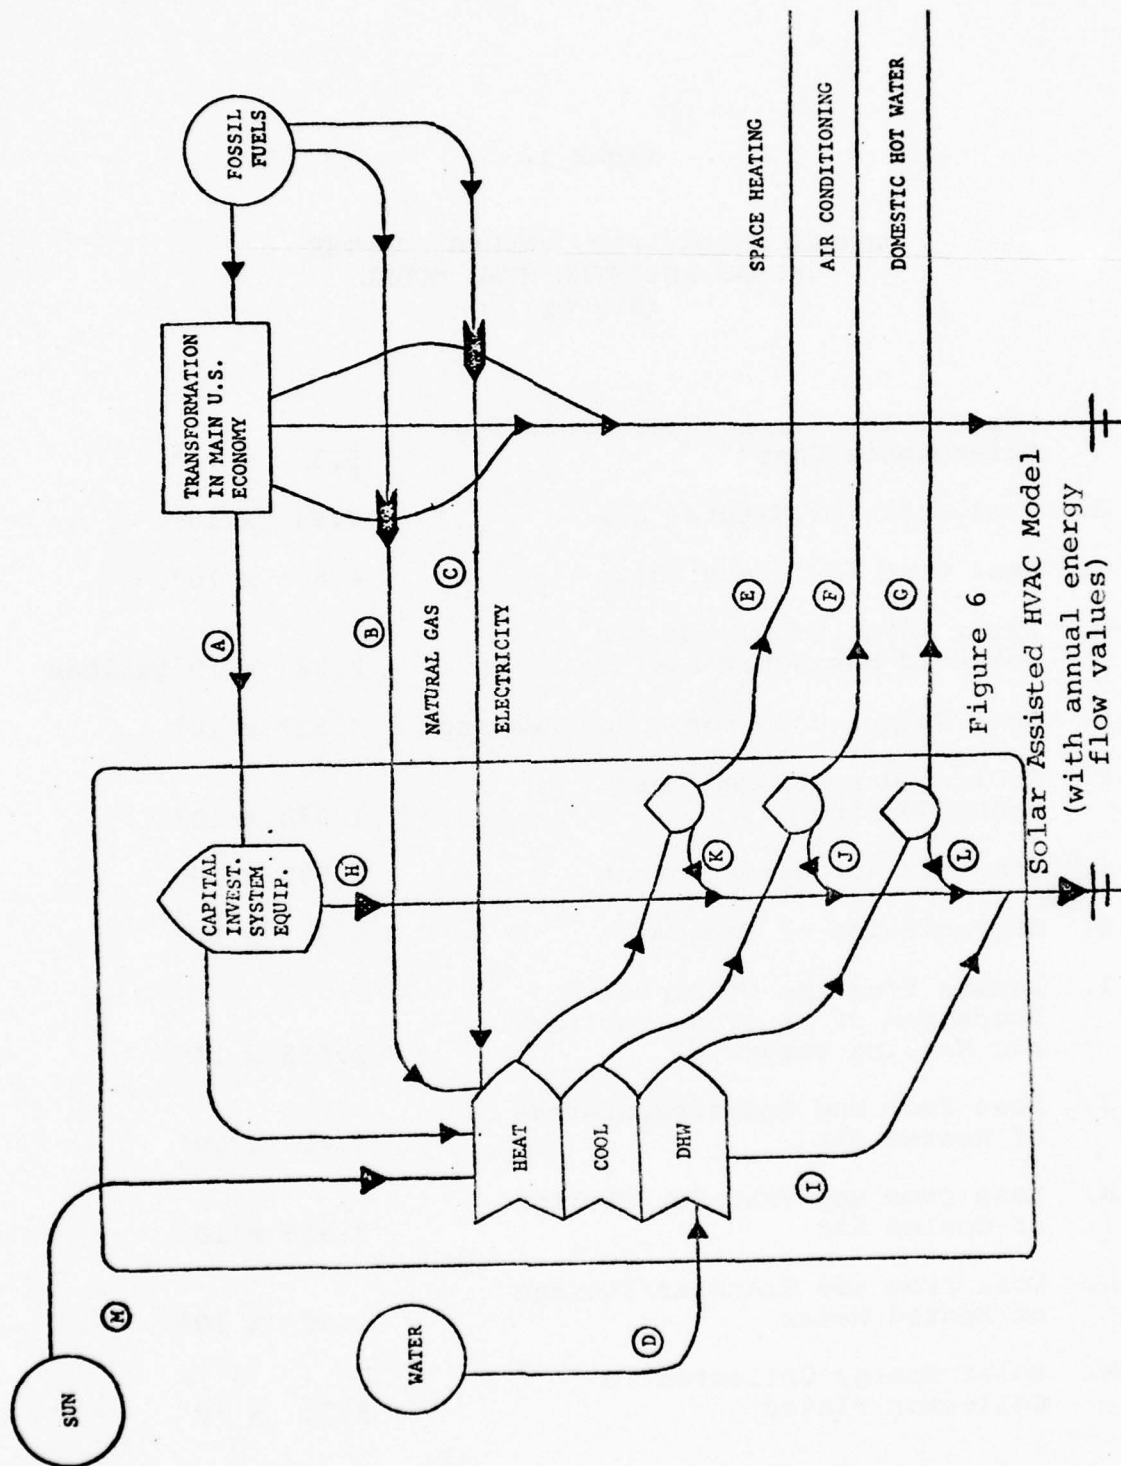 SUN
Ⓜ
WATER
Ⓓ
CAPITAL
INVEST.
SYSTEM
EQUIP.
Ⓗ
HEAT
COOL
DHW
Ⓘ
Ⓚ
Ⓙ
Ⓛ
Ⓐ
Ⓑ
NATURAL GAS
Ⓒ
ELECTRICITY
TRANSFORMATION
IN MAIN U.S.
ECONOMY
FOSSIL
FUELS
Ⓔ
SPACE HEATING
Ⓕ
AIR CONDITIONING
Ⓖ
DOMESTIC HOT WATER
Figure 6
Solar Assisted HVAC Model
(with annual energy
flow values)